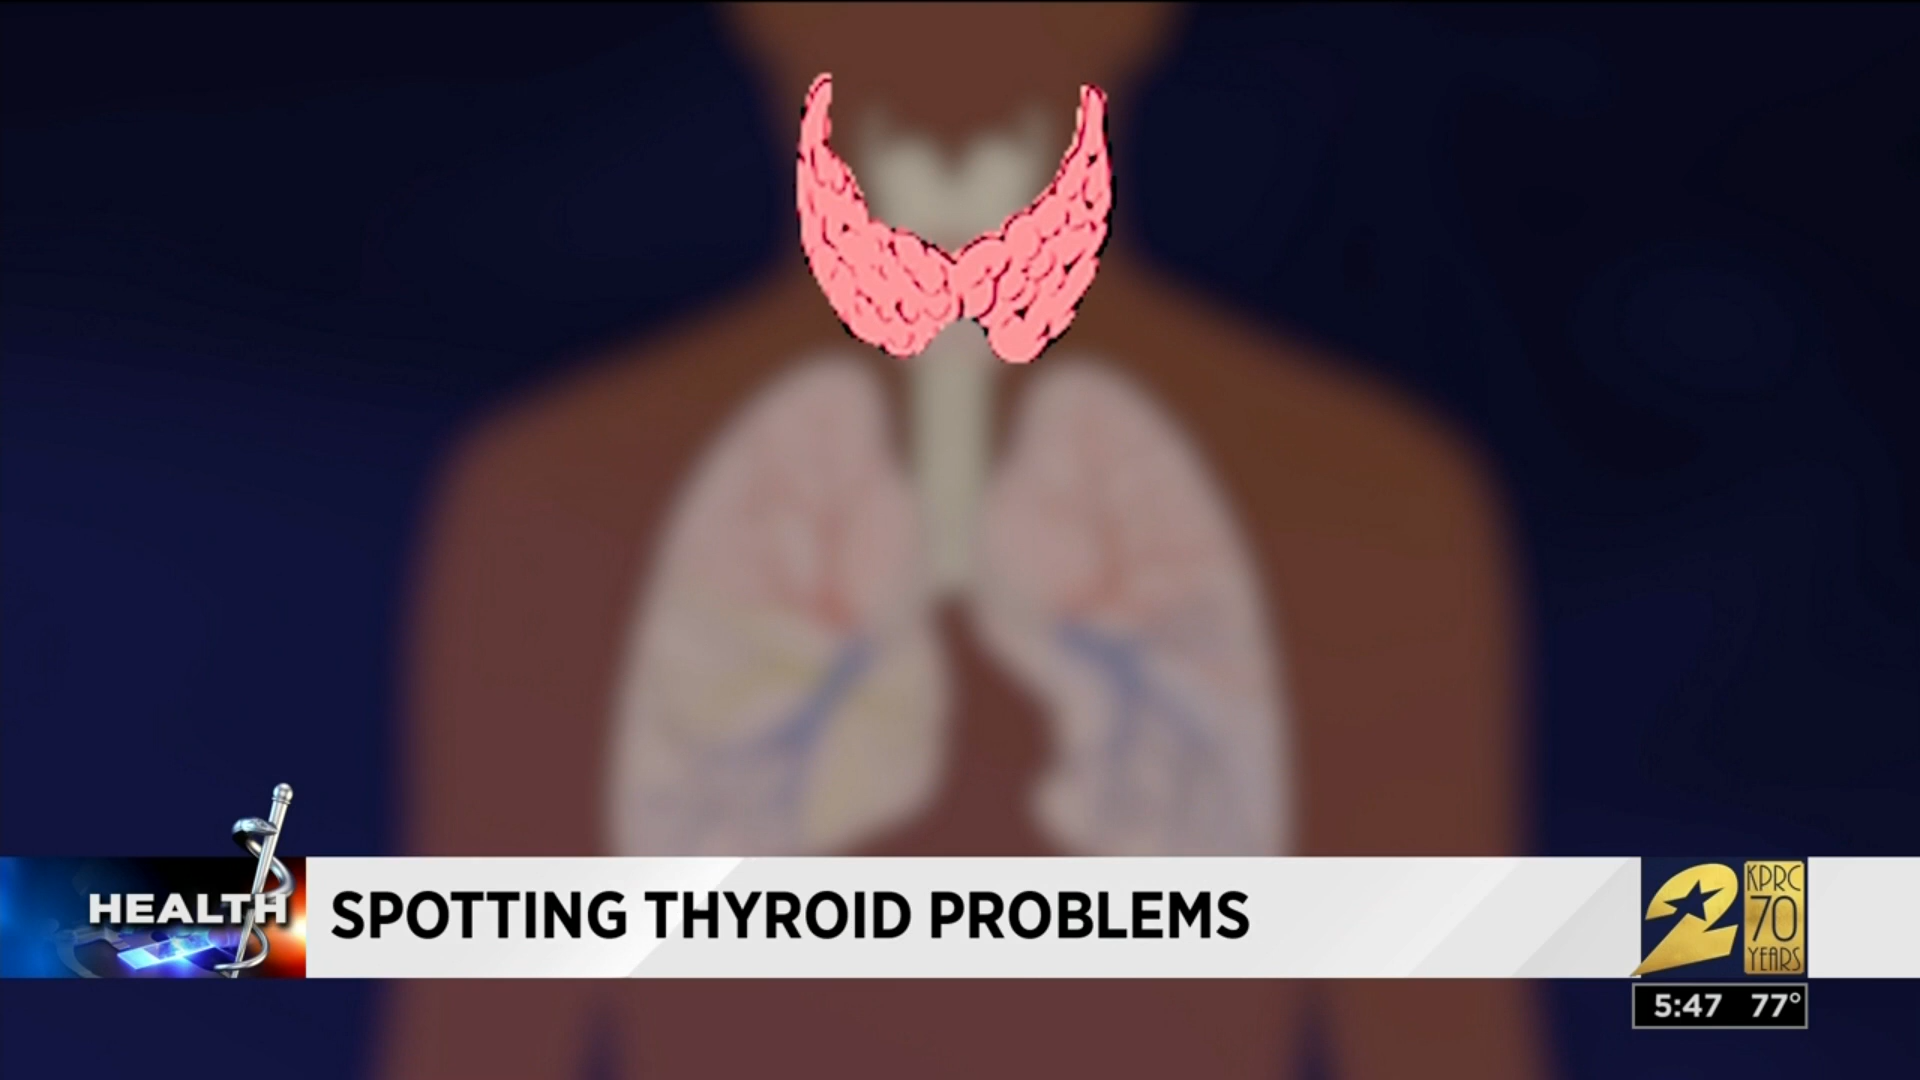 HEALTH
SPOTTING THYROID PROBLEMS
2
KPRC
70
YEARS
5:47 77°